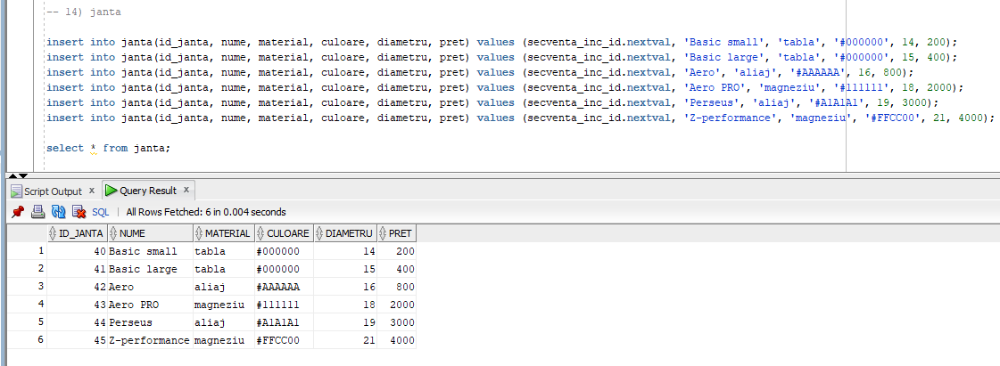 -- 14) janta
insert into janta(id_janta, nume, material, culoare, diametru, pret) values (secventa_inc_id.nextval, 'Basic small', 'tabla', '#000000', 14, 200);
insert into janta(id_janta, nume, material, culoare, diametru, pret) values (secventa_inc_id.nextval, 'Basic large', 'tabla', '#000000', 15, 400);
insert into janta(id_janta, nume, material, culoare, diametru, pret) values (secventa_inc_id.nextval, 'Aero', 'aliaj', '#AAAAAA', 16, 800);
insert into janta(id_janta, nume, material, culoare, diametru, pret) values (secventa_inc_id.nextval, 'Aero PRO', 'magneziu', '#111111', 18, 2000);
insert into janta(id_janta, nume, material, culoare, diametru, pret) values (secventa_inc_id.nextval, 'Perseus', 'aliaj', '#A1A1A1', 19, 3000);
insert into janta(id_janta, nume, material, culoare, diametru, pret) values (secventa_inc_id.nextval, 'Z-performance', 'magneziu', '#FFCC00', 21, 4000);
select * from janta;
Script Output x Query Result x
SQL | All Rows Fetched: 6 in 0.004 seconds
ID_JANTA NUME MATERIAL CULOARE DIAMETRU PRET
1 40 Basic small tabla #000000 14 200
2 41 Basic large tabla #000000 15 400
3 42 Aero aliaj #AAAAAA 16 800
4 43 Aero PRO magneziu #111111 18 2000
5 44 Perseus aliaj #A1A1A1 19 3000
6 45 Z-performance magneziu #FFCC00 21 4000